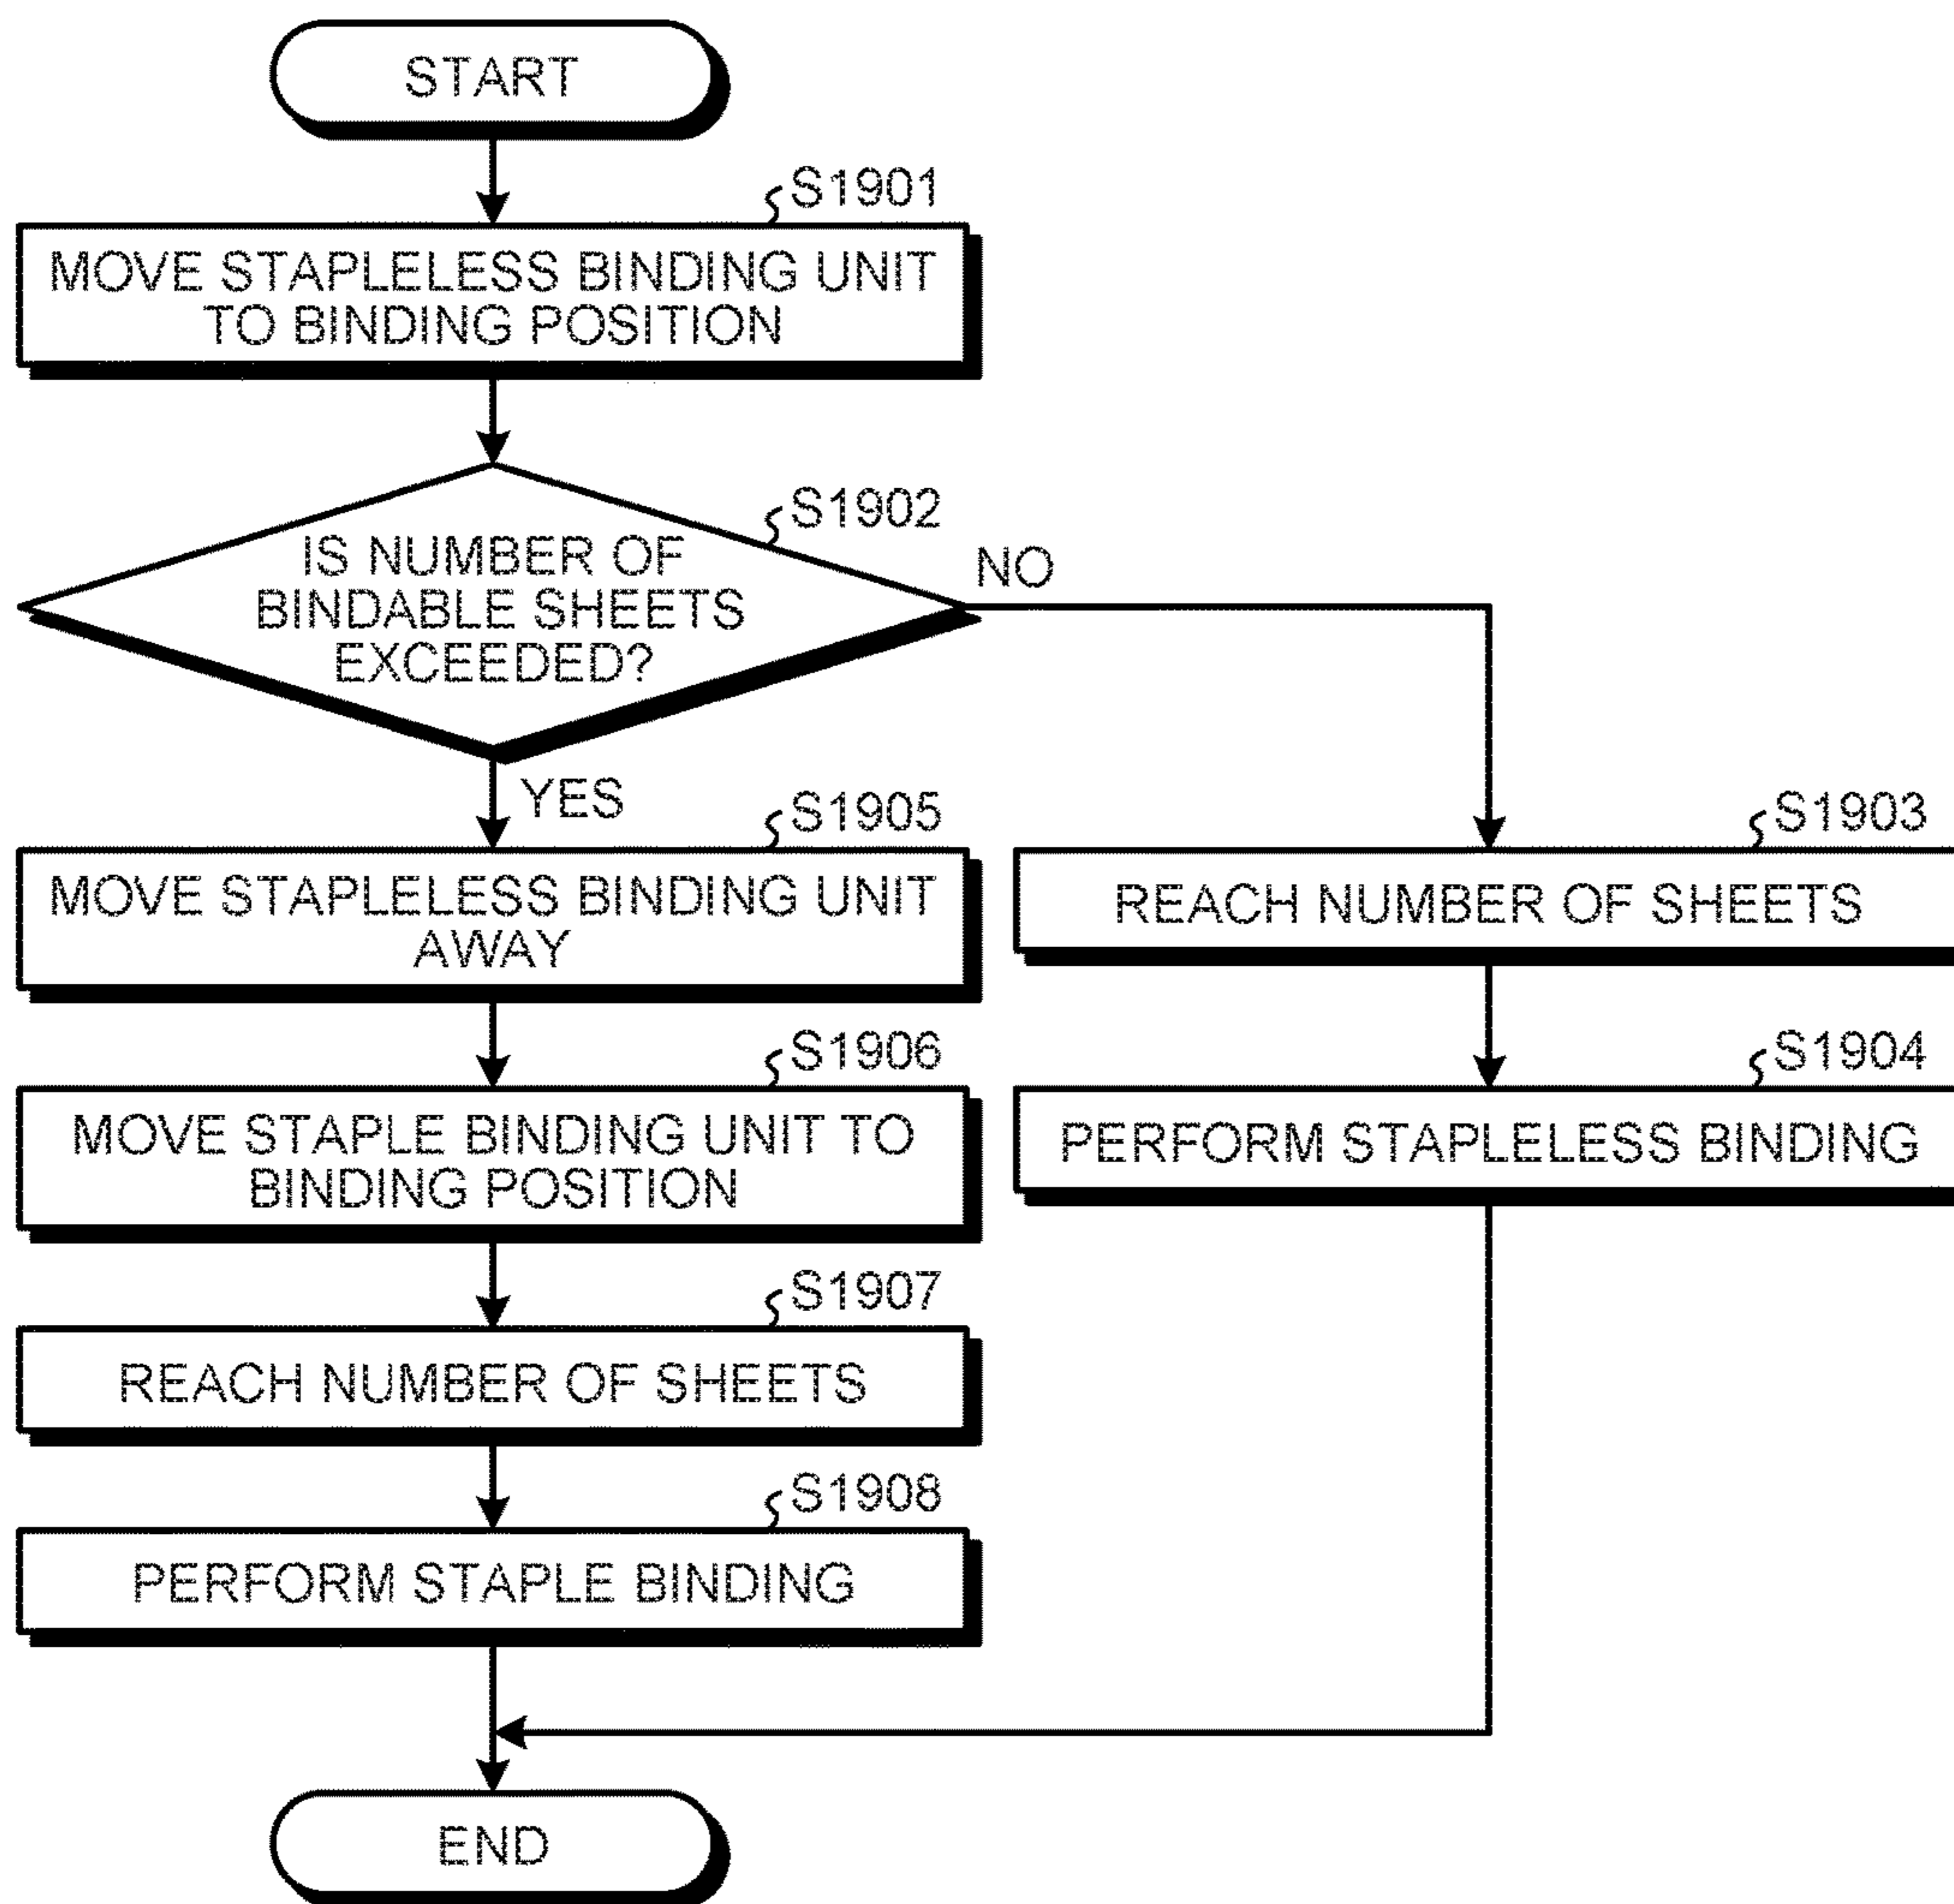 START
S1901
MOVE STAPLELESS BINDING UNIT
TO BINDING POSITION
S1902
IS NUMBER OF
BINDABLE SHEETS
EXCEEDED?
NO
YES
S1905
MOVE STAPLELESS BINDING UNIT
AWAY
S1903
REACH NUMBER OF SHEETS
S1906
MOVE STAPLE BINDING UNIT TO
BINDING POSITION
S1904
PERFORM STAPLELESS BINDING
S1907
REACH NUMBER OF SHEETS
S1908
PERFORM STAPLE BINDING
END